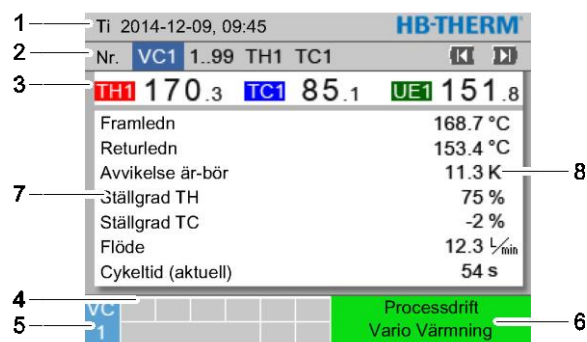 1
Ti 2014-12-09, 09:45 HB-THERM
2
Nr. VC1 1..99 TH1 TC1
3
TH1 170.3 TC1 85.1 UE1 151.8
Framledn 168.7 °C
Returledn 153.4 °C
Avvikelse är-bör 11.3 K
8
7
Ställgrad TH 75 %
Ställgrad TC -2 %
Flöde 12.3 L/min
Cykeltid (aktuell) 54 s
4
VC
5
1
Processdrift
Vario Värmning
6